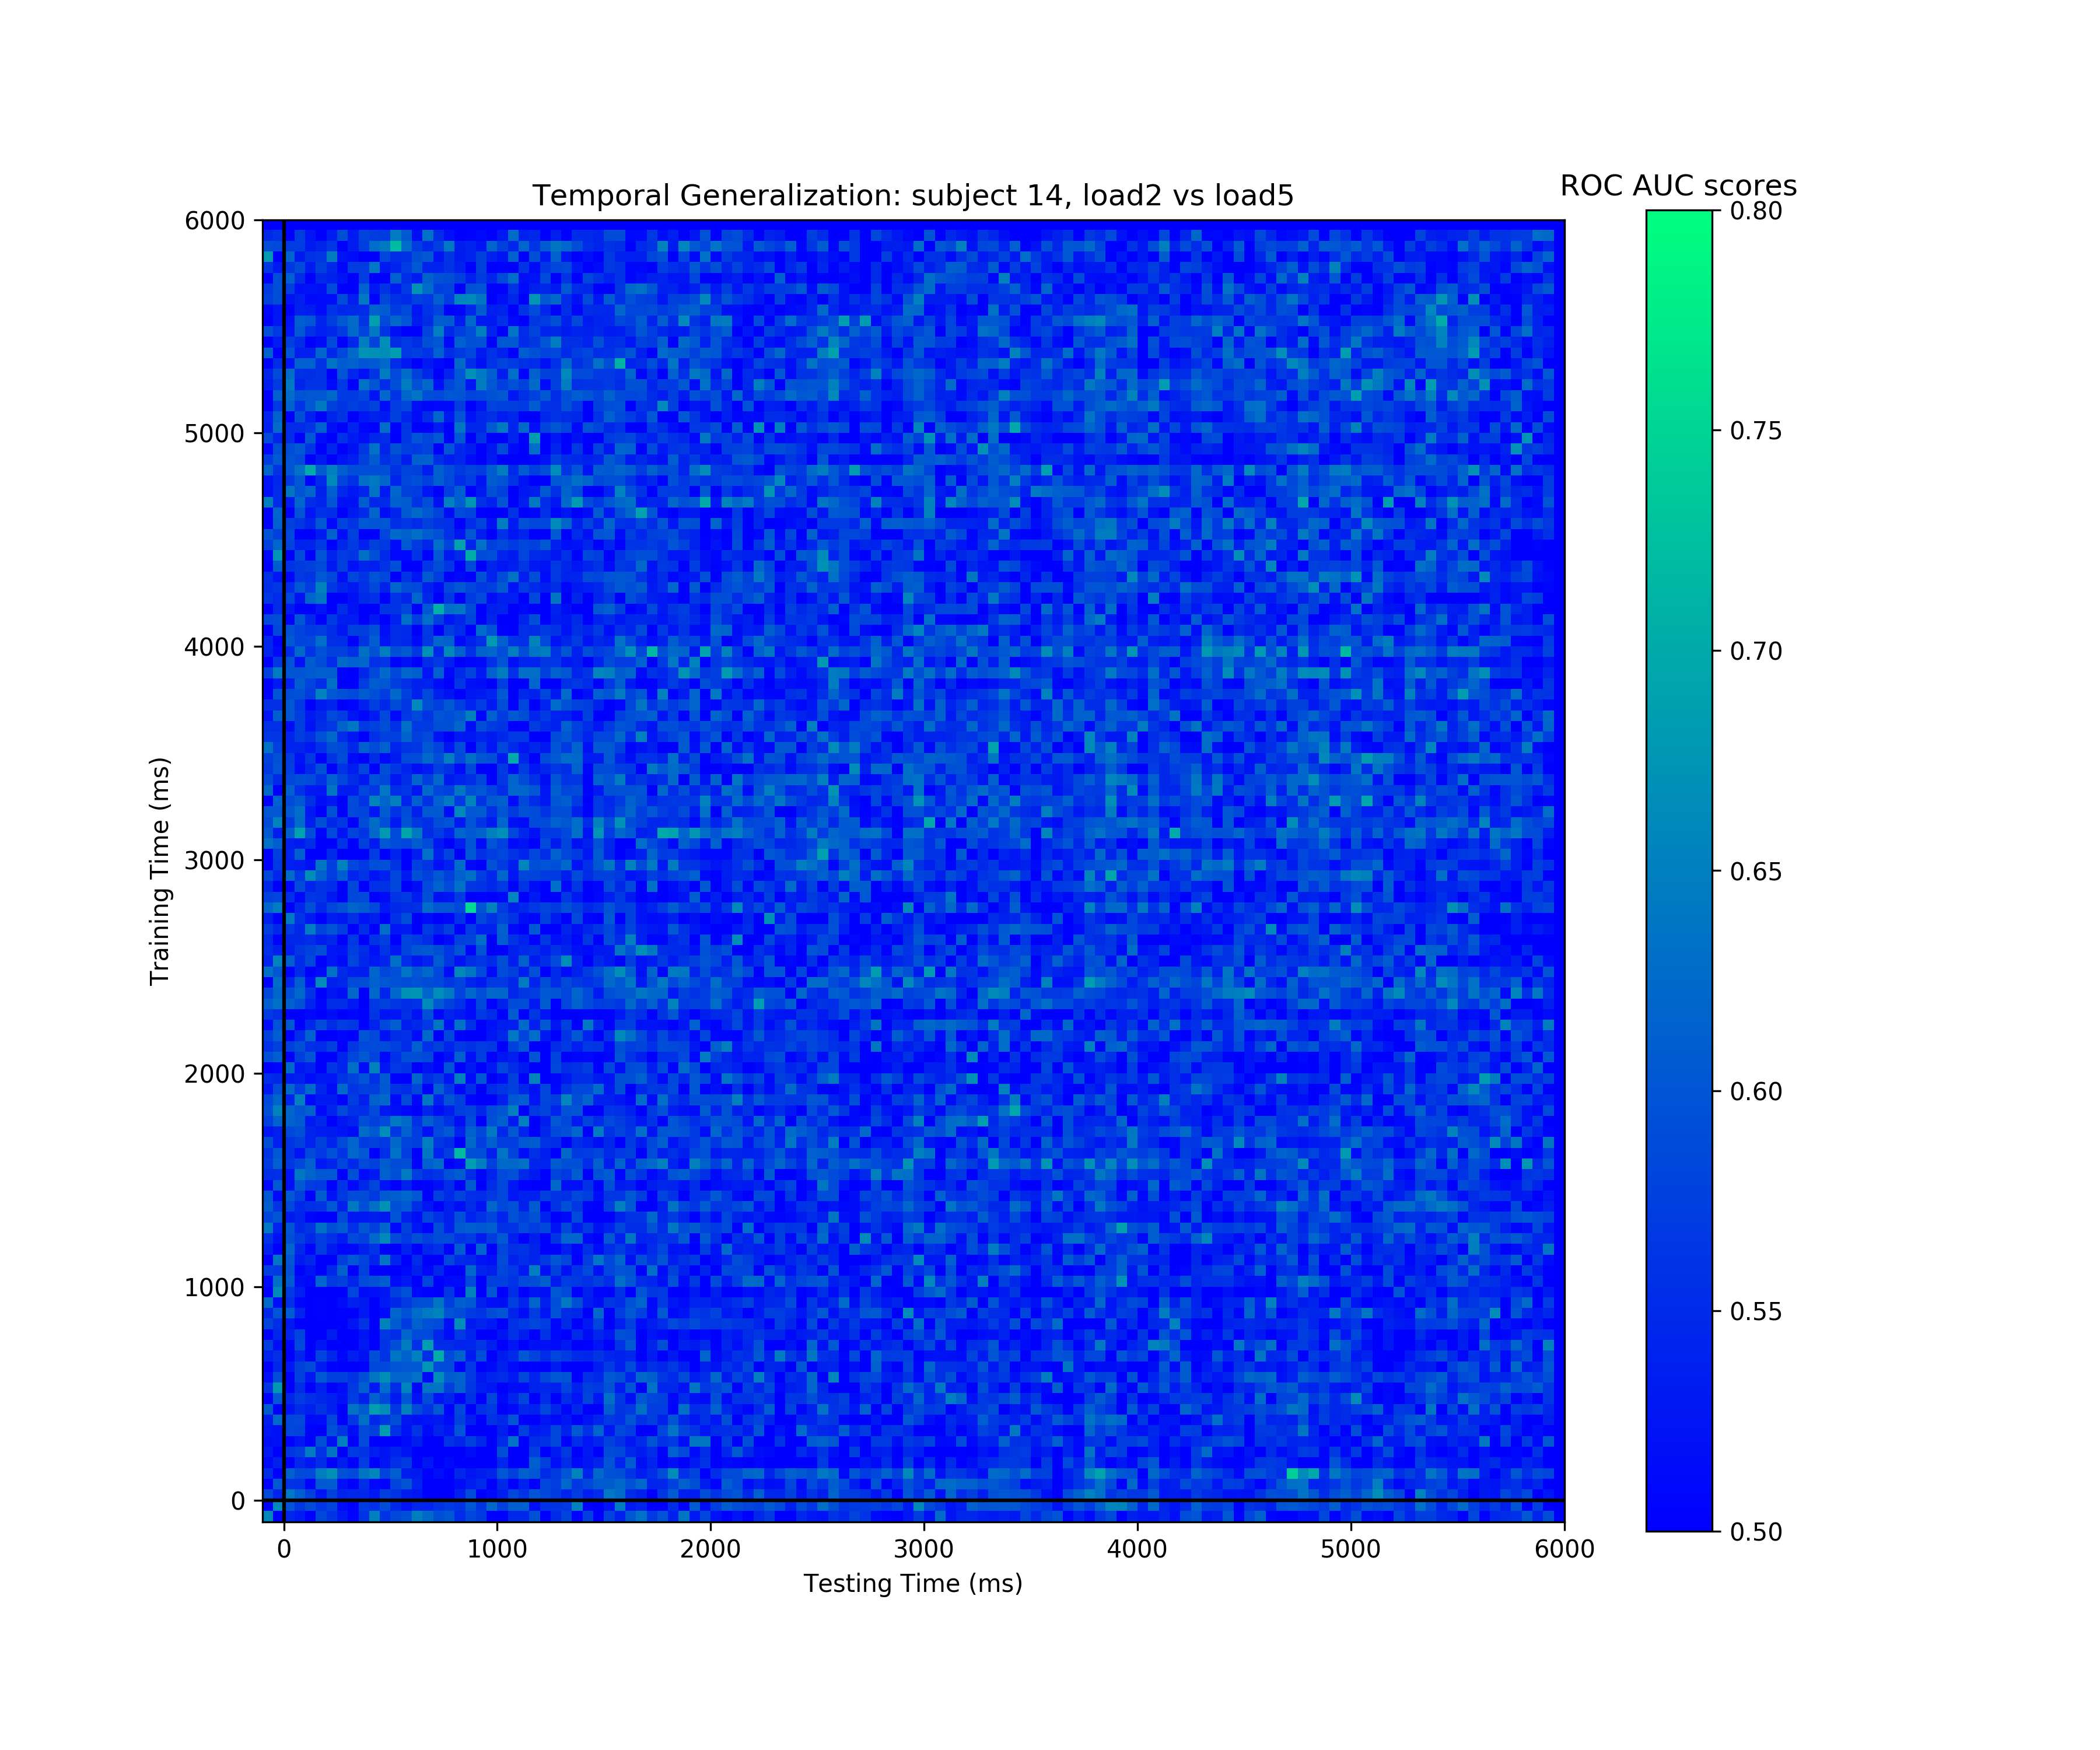 Temporal Generalization: subject 14, load2 vs load5
ROC AUC scores
6000
5000
4000
3000
2000
1000
0
Training Time (ms)
0 1000 2000 3000 4000 5000 6000
Testing Time (ms)
0.80
0.75
0.70
0.65
0.60
0.55
0.50